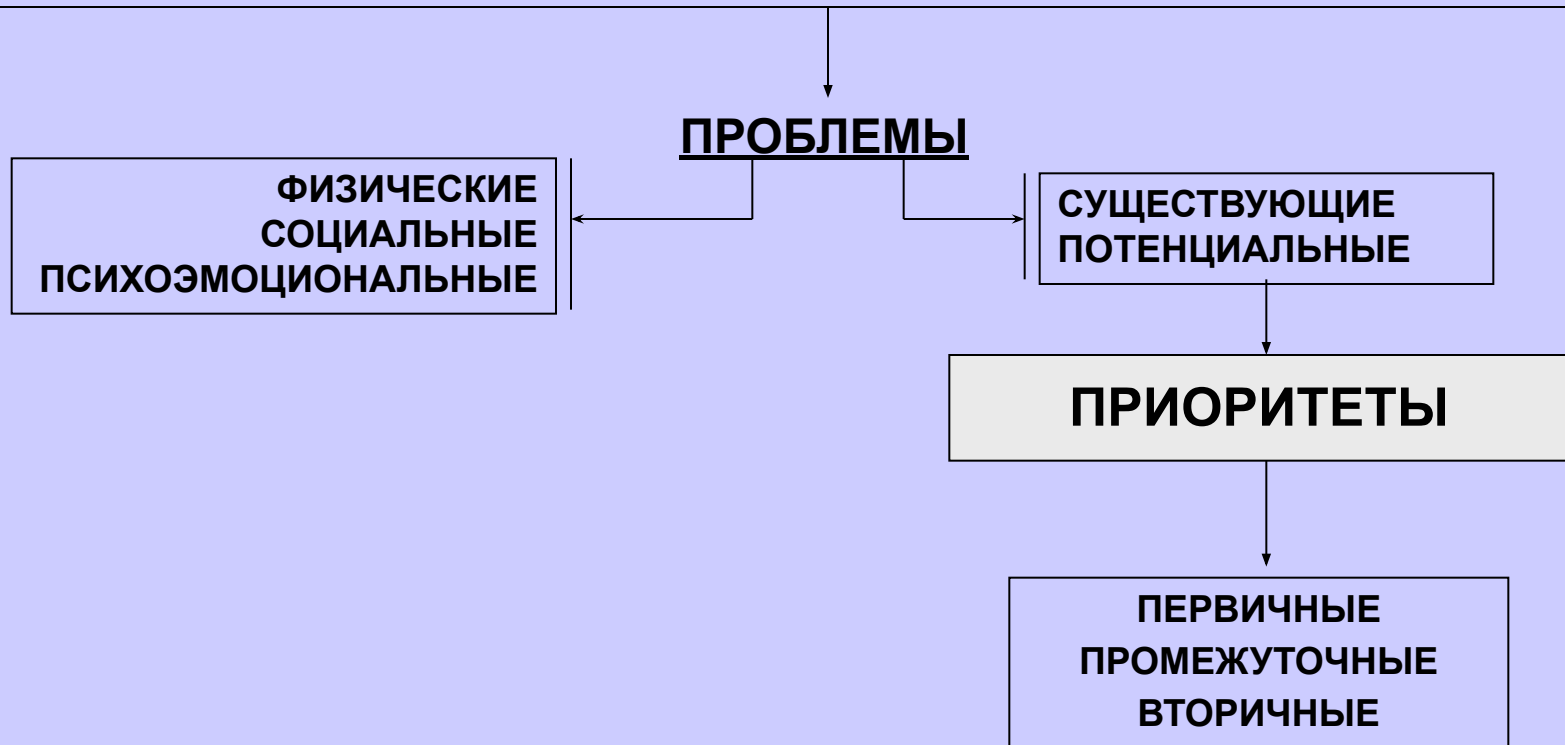 ПРОБЛЕМЫ
ФИЗИЧЕСКИЕ
СОЦИАЛЬНЫЕ
ПСИХОЭМОЦИОНАЛЬНЫЕ
СУЩЕСТВУЮЩИЕ
ПОТЕНЦИАЛЬНЫЕ
ПРИОРИТЕТЫ
ПЕРВИЧНЫЕ
ПРОМЕЖУТОЧНЫЕ
ВТОРИЧНЫЕ